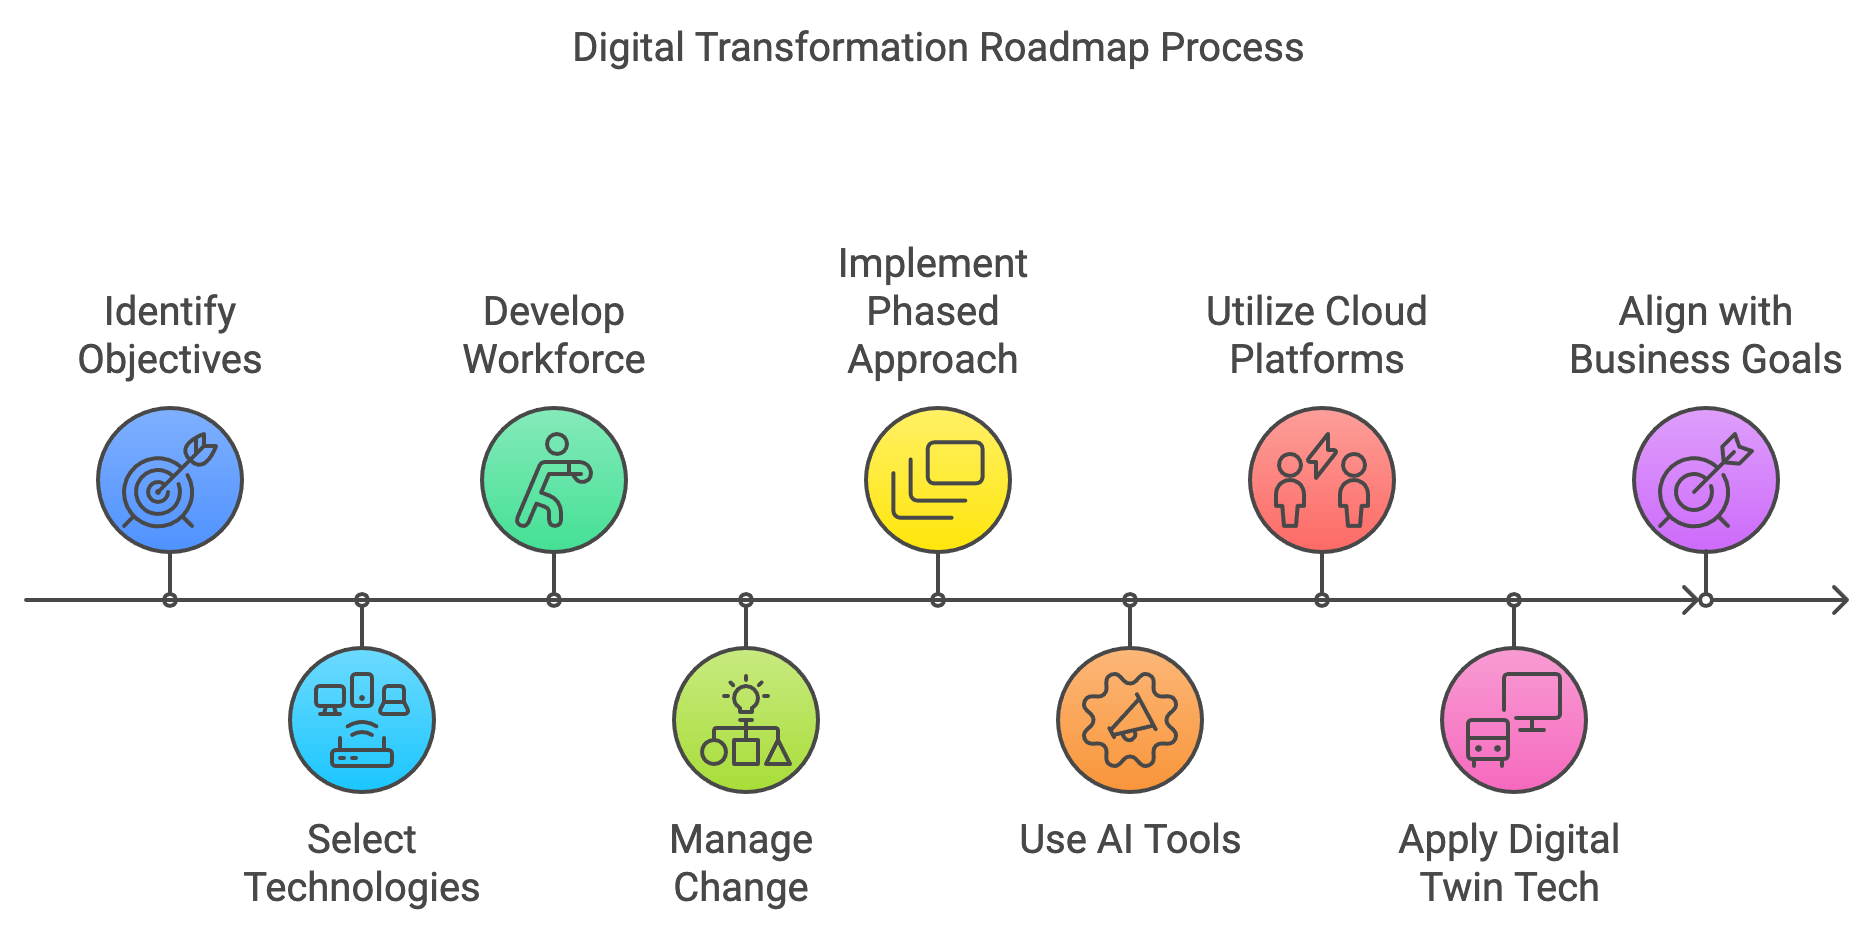 Digital Transformation Roadmap Process
Identify
Objectives
Select
Technologies
Develop
Workforce
Manage
Change
Implement
Phased
Approach
Use AI Tools
Utilize Cloud
Platforms
Apply Digital
Twin Tech
Align with
Business Goals